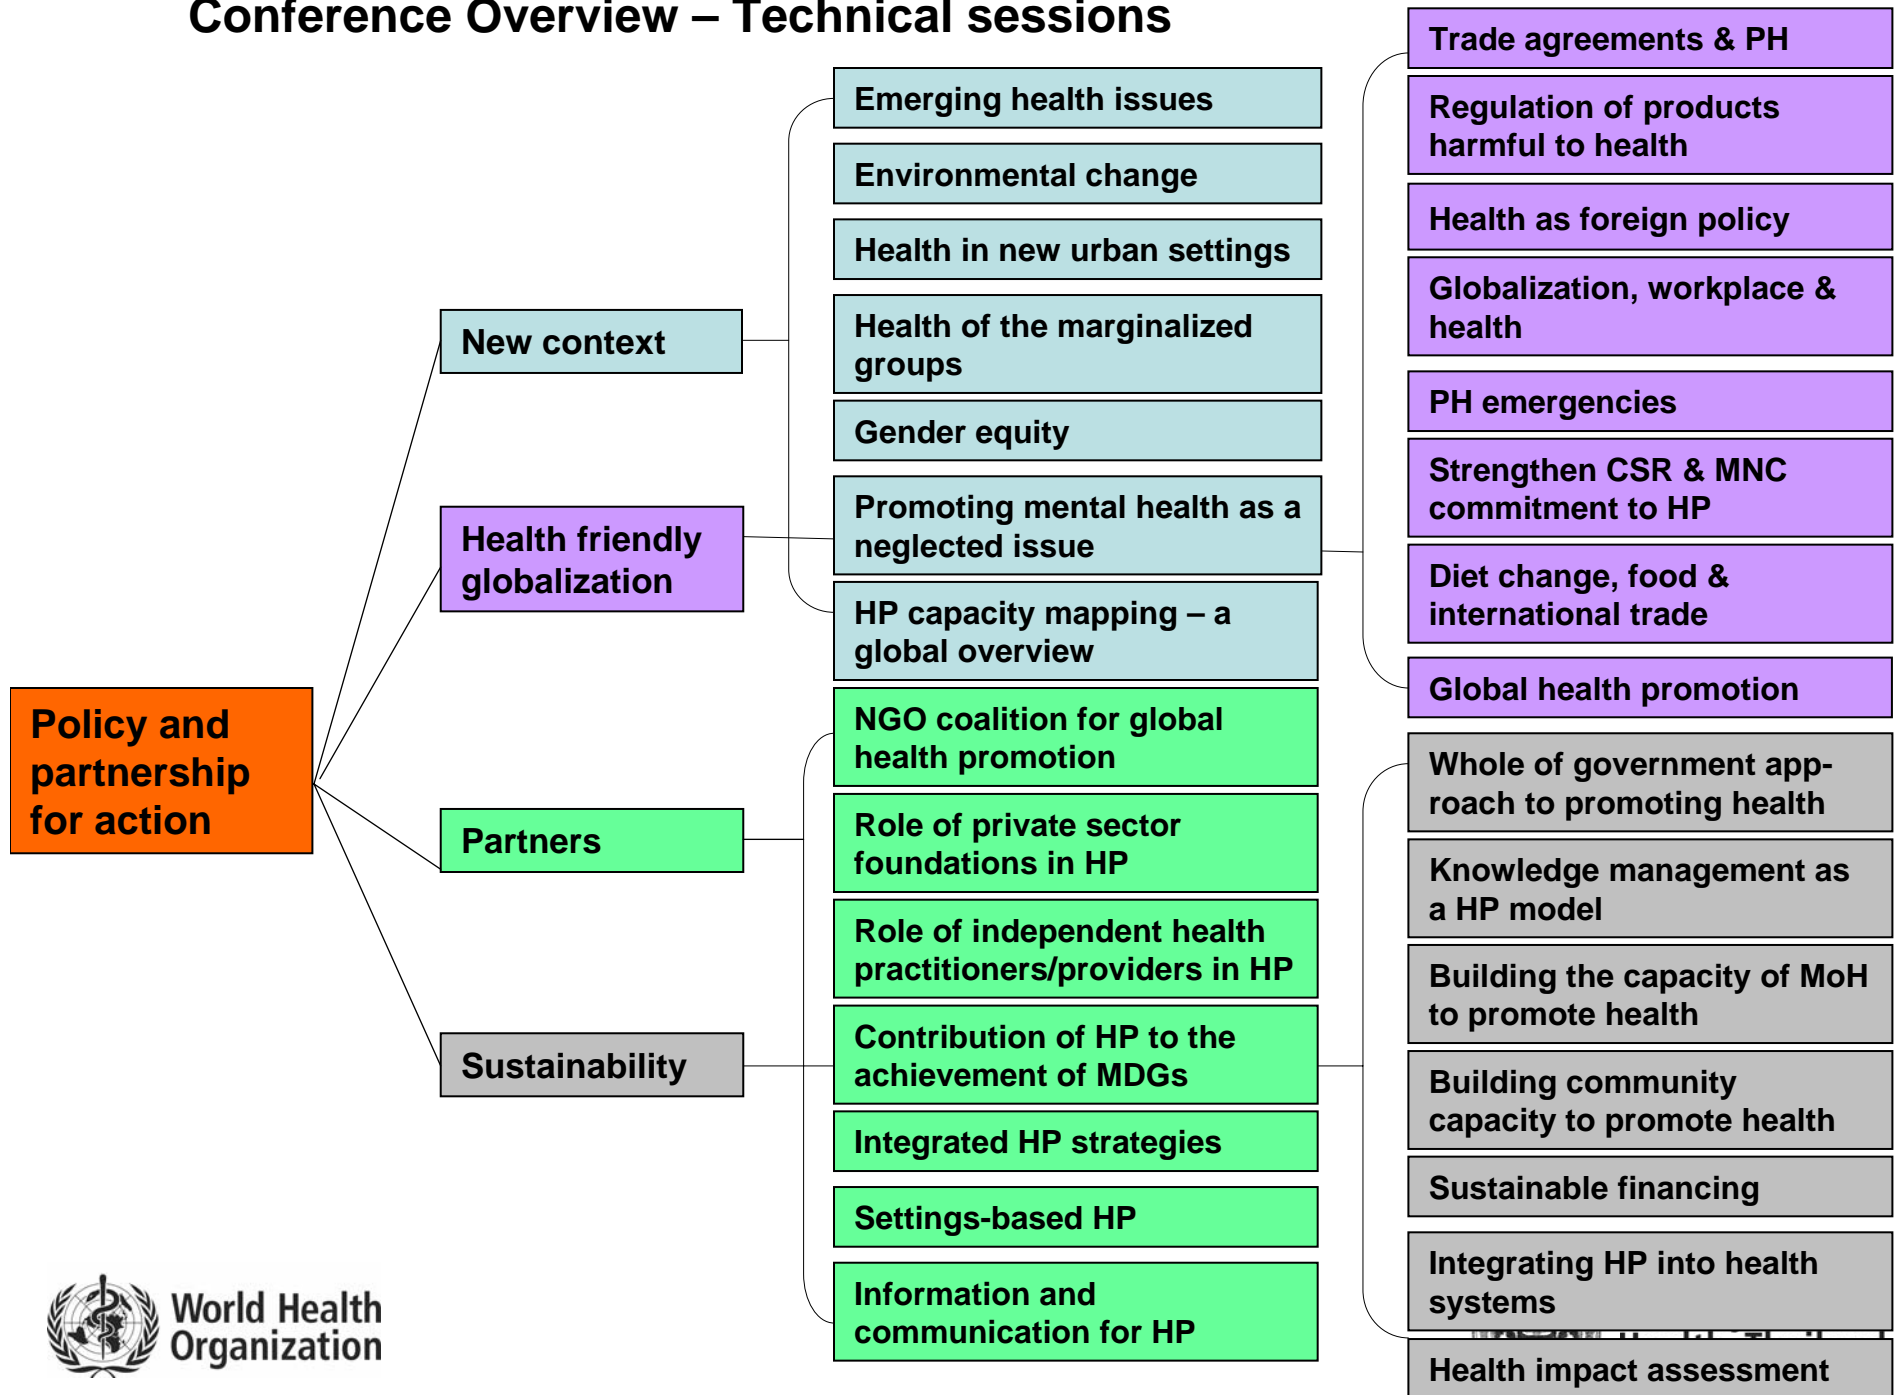 Conference Overview – Technical sessions
Policy and
partnership
for action
New context
Health friendly
globalization
Partners
Sustainability
Emerging health issues
Environmental change
Health in new urban settings
Health of the marginalized
groups
Gender equity
Promoting mental health as a
neglected issue
HP capacity mapping – a
global overview
NGO coalition for global
health promotion
Role of private sector
foundations in HP
Role of independent health
practitioners/providers in HP
Contribution of HP to the
achievement of MDGs
Integrated HP strategies
Settings-based HP
Information and
communication for HP
Trade agreements & PH
Regulation of products
harmful to health
Health as foreign policy
Globalization, workplace &
health
PH emergencies
Strengthen CSR & MNC
commitment to HP
Diet change, food &
international trade
Global health promotion
Whole of government app-
roach to promoting health
Knowledge management as
a HP model
Building the capacity of MoH
to promote health
Building community
capacity to promote health
Sustainable financing
Integrating HP into health
systems
Health impact assessment
World Health
Organization